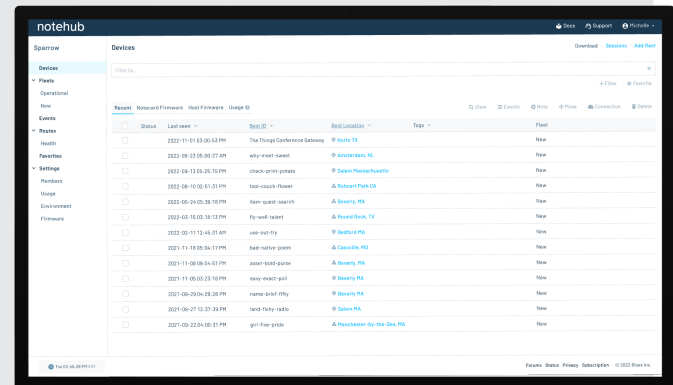 notehub
Docs Support Michelle
Sparrow Devices Download Sessions Add Next
Devices
Filter by...
Fleets
+ Filter Favorite
Operational
New
Recent Notecard Firmware Host Firmware Usage View Events Note Move Connection Delete
Events
Status Last seen Best ID Best Location Tags Fleet
Routes
Health
2022-11-01 03:00:53 PM The Things Conference Gateway Hutto TX New
Favorites
2022-08-23 05:00:27 AM why-moet-sweet Amsterdam, NL New
Settings
2022-06-13 05:25:15 PM check-print-potato Salem Massachusetts New
Members
2022-06-10 02:51:31 PM tool-couch-flower Rohnert Park CA New
Usage
2022-05-24 05:39:18 PM item-quest-search Beverly, MA New
Environment
2022-03-15 03:16:13 PM fly-well-talent Round Rock, TX New
Firmware
2022-02-11 12:45:31 AM use-out-try Bedford MA New
2021-11-18 05:04:17 PM bad-native-poem Cassville, MO New
2021-11-08 09:04:51 PM asset-bold-purse Beverly, MA New
2021-11-05 03:23:18 PM easy-exact-poll Beverly MA New
2021-09-29 04:29:28 PM name-brief-fifty Beverly MA New
2021-09-27 12:37:39 PM land-fishy-radio Salem MA New
2021-09-22 04:00:31 PM girl-five-pride Manchester-by-the-Sea MA New
Forums Status Privacy Subscription © 2022 Blues Inc.